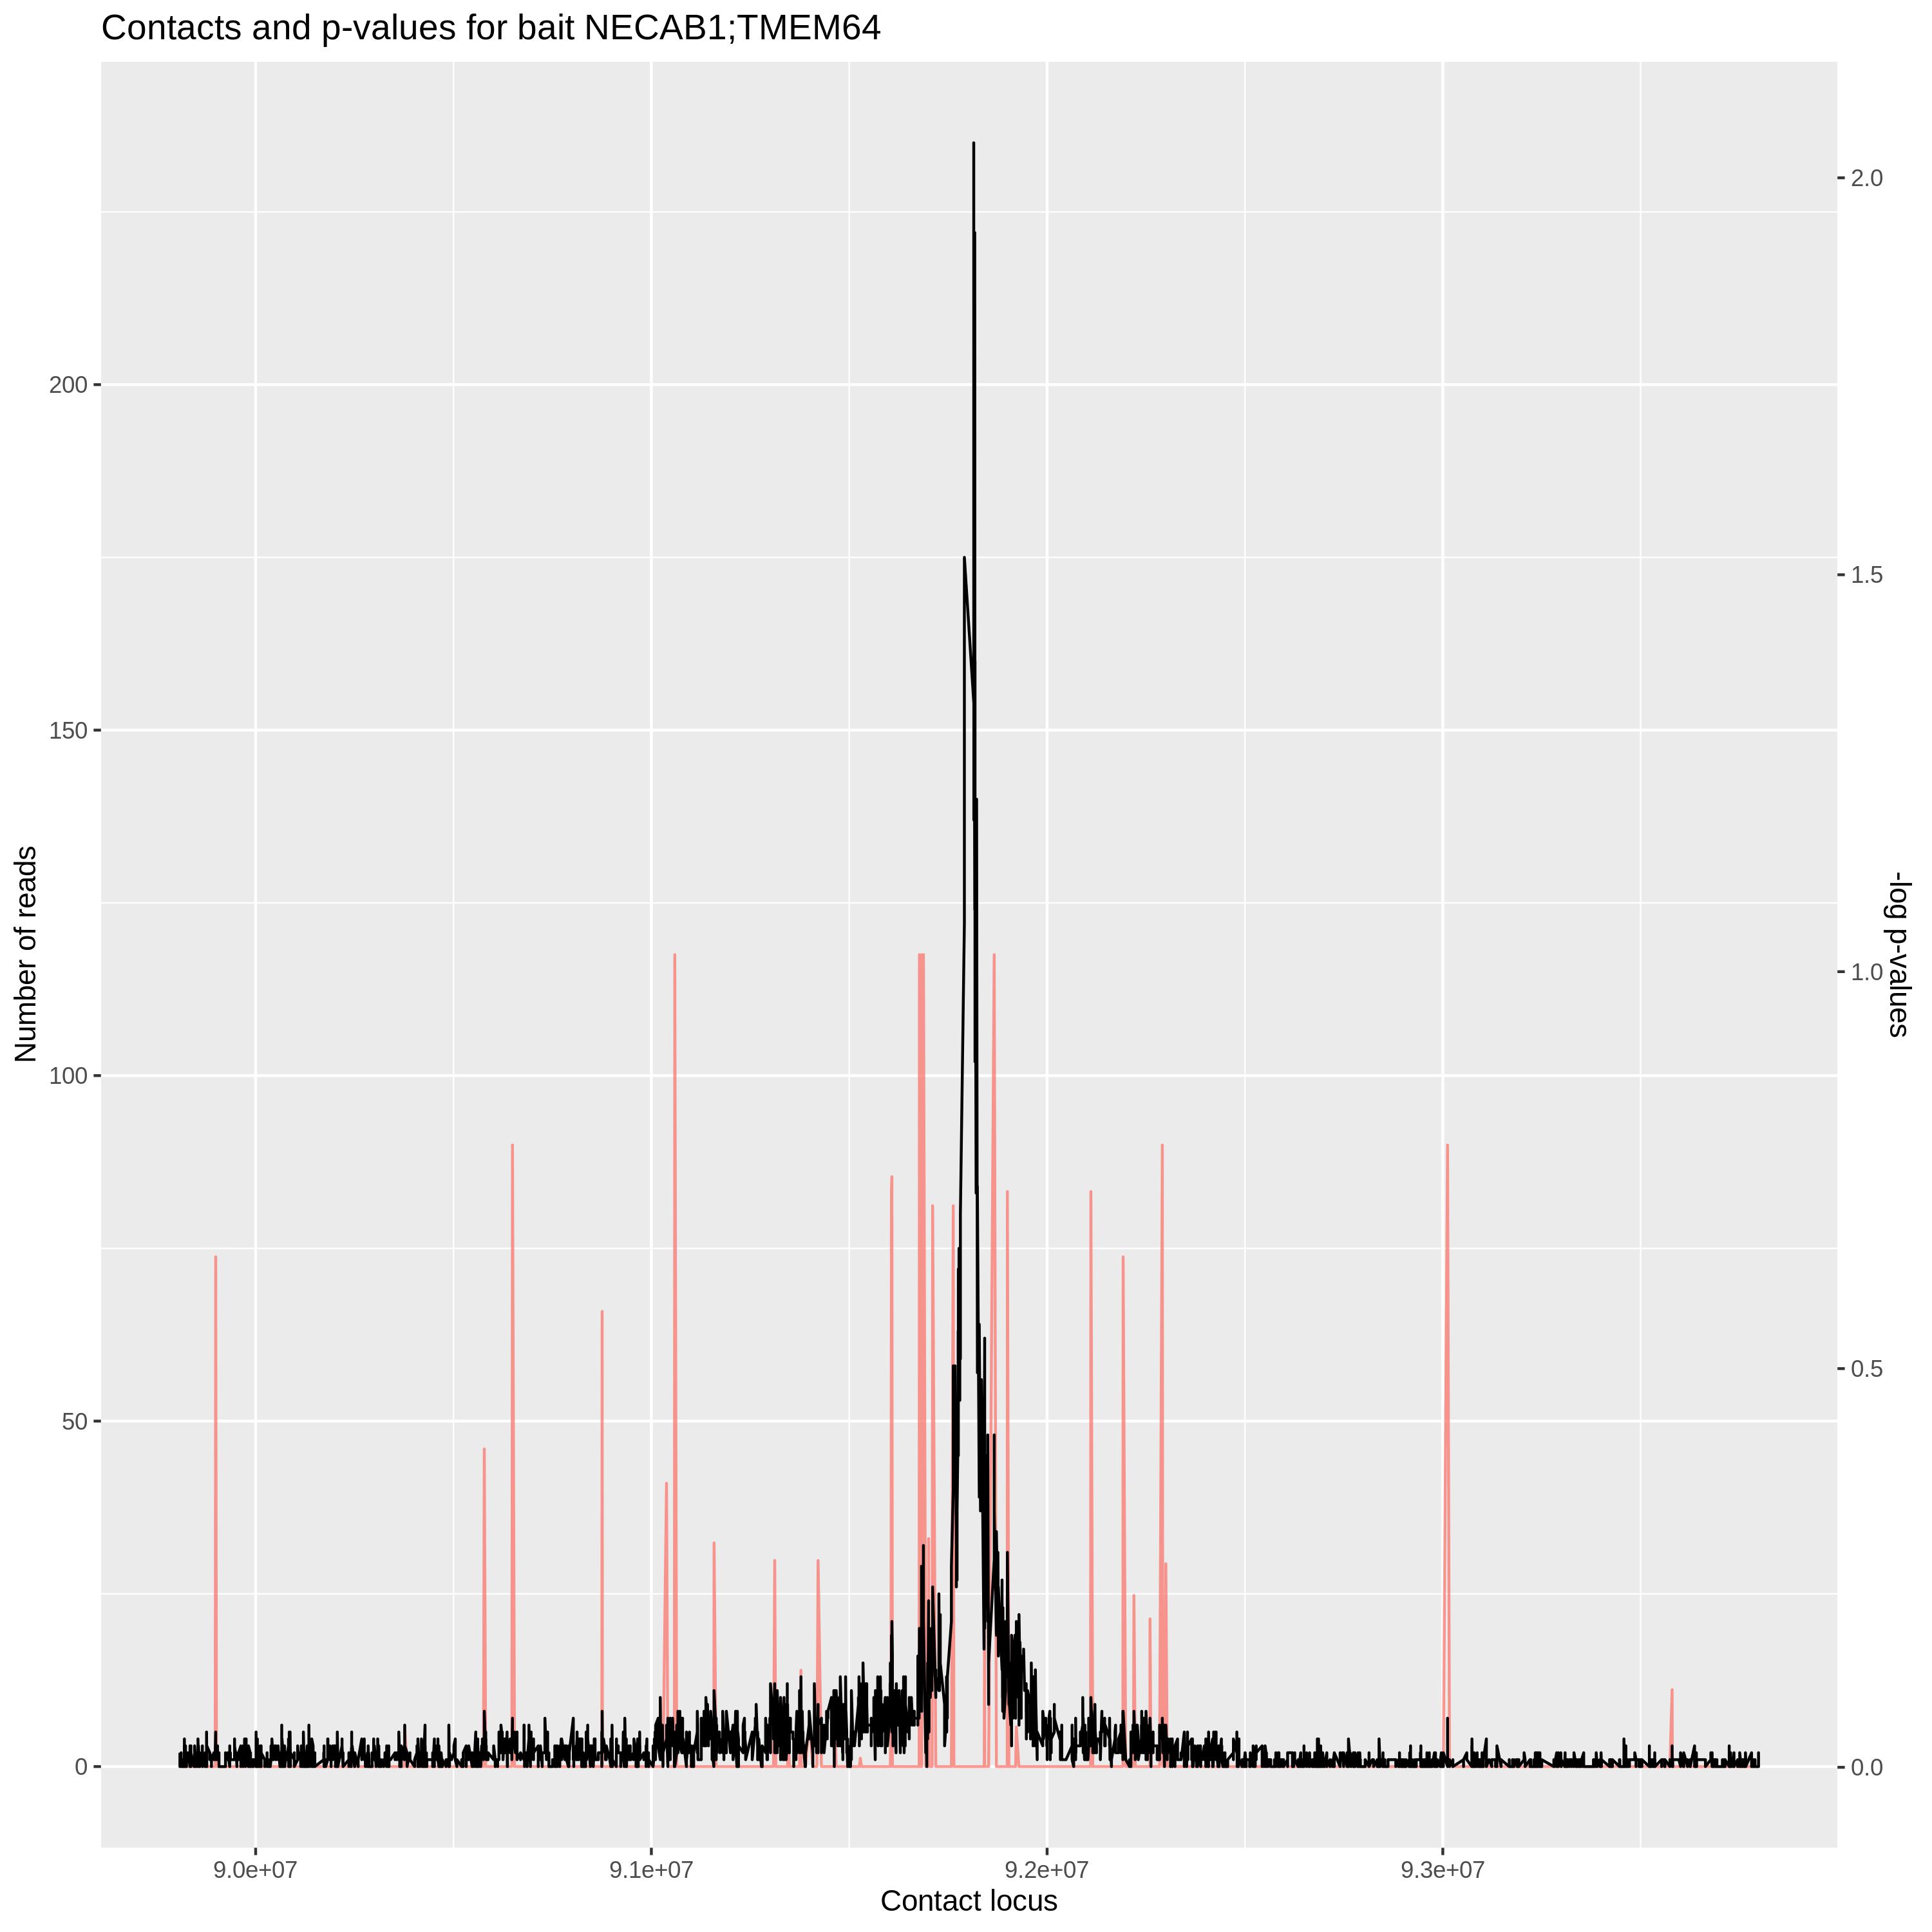 Contacts and p-values for bait NECAB1;TMEM64
Number of reads
200
150
100
50
0
2.0
1.5
1.0
0.5
0.0
-log p-values
9.0e+07
9.1e+07
9.2e+07
9.3e+07
Contact locus